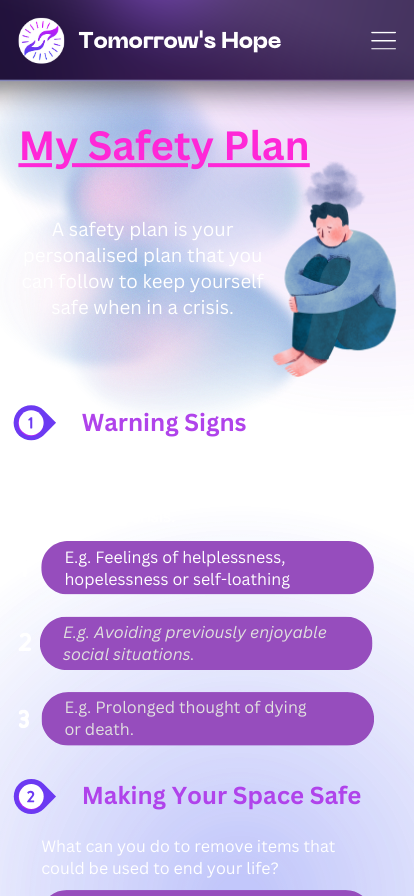 Tomorrow's Hope
My Safety Plan
A safety plan is your
personalised plan that you
can follow to keep yourself
safe when in a crisis.
1
Warning Signs
E.g. Feelings of helplessness,
hopelessness or self-loathing
2
E.g. Avoiding previously enjoyable
social situations.
3
E.g. Prolonged thought of dying
or death.
2
Making Your Space Safe
What can you do to remove items that
could be used to end your life?